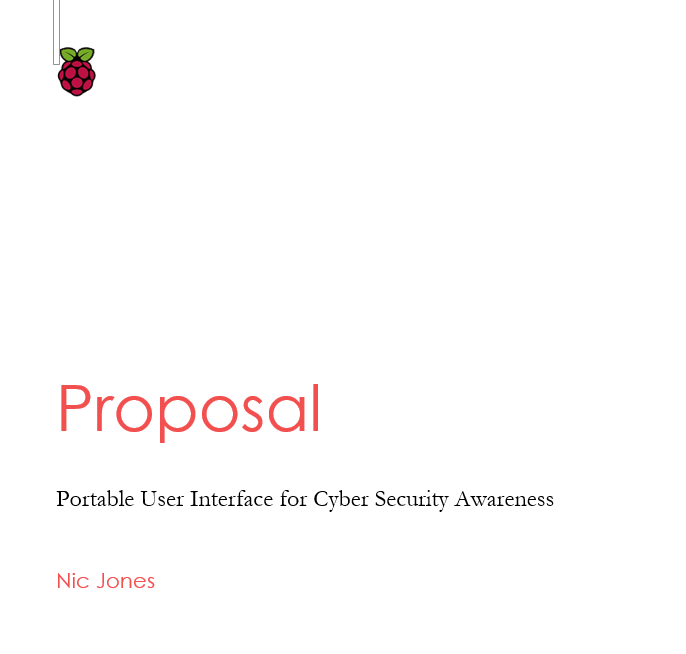 Proposal
Portable User Interface for Cyber Security Awareness
Nic Jones